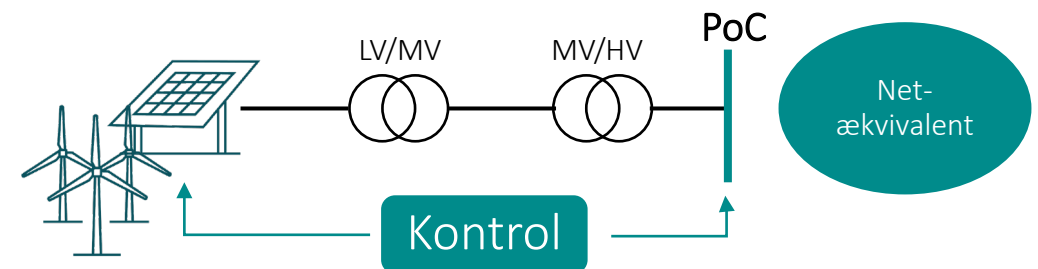 LV/MV
MV/HV
PoC
Net-
ækvivalent
Kontrol